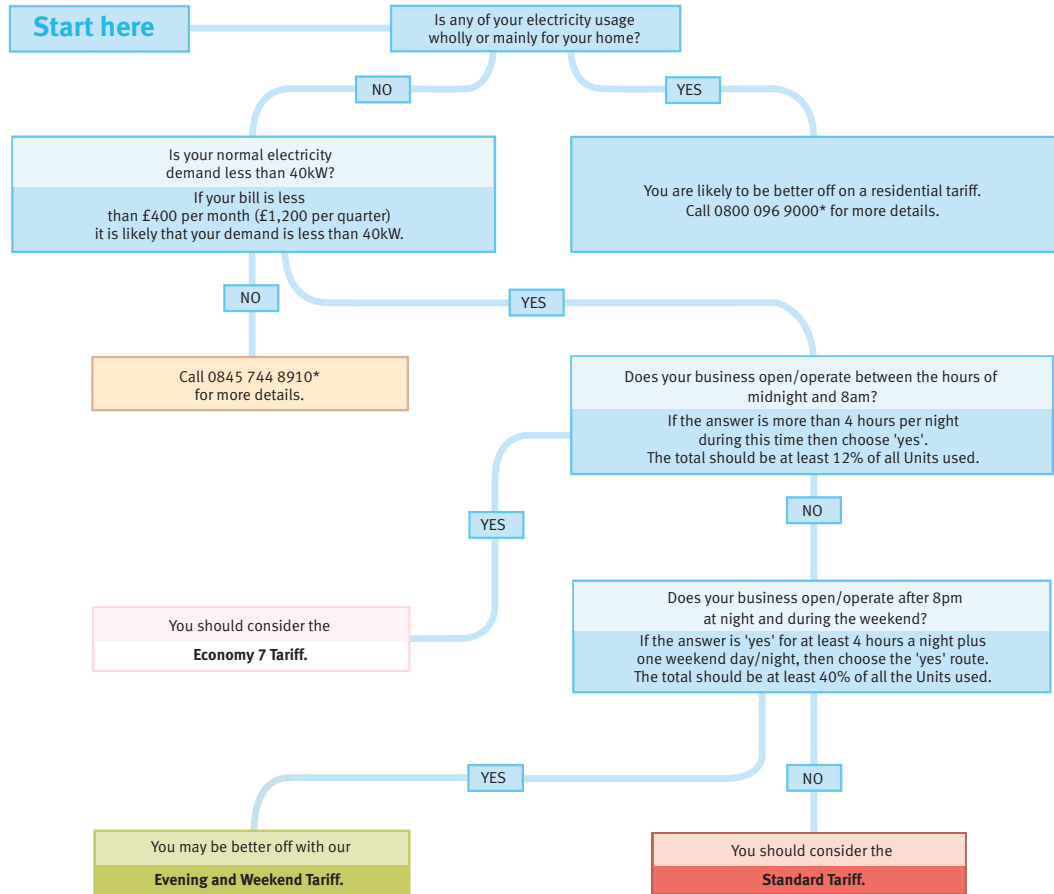 Start here
Is any of your electricity usage
wholly or mainly for your home?
NO
YES
Is your normal electricity
demand less than 40kW?
If your bill is less
than £400 per month (£1,200 per quarter)
it is likely that your demand is less than 40kW.
You are likely to be better off on a residential tariff.
Call 0800 096 9000* for more details.
NO
YES
Call 0845 744 8910*
for more details.
Does your business open/operate between the hours of
midnight and 8am?
If the answer is more than 4 hours per night
during this time then choose 'yes'.
The total should be at least 12% of all Units used.
YES
NO
You should consider the
Economy 7 Tariff.
Does your business open/operate after 8pm
at night and during the weekend?
If the answer is 'yes' for at least 4 hours a night plus
one weekend day/night, then choose the 'yes' route.
The total should be at least 40% of all the Units used.
YES
NO
You may be better off with our
Evening and Weekend Tariff.
You should consider the
Standard Tariff.